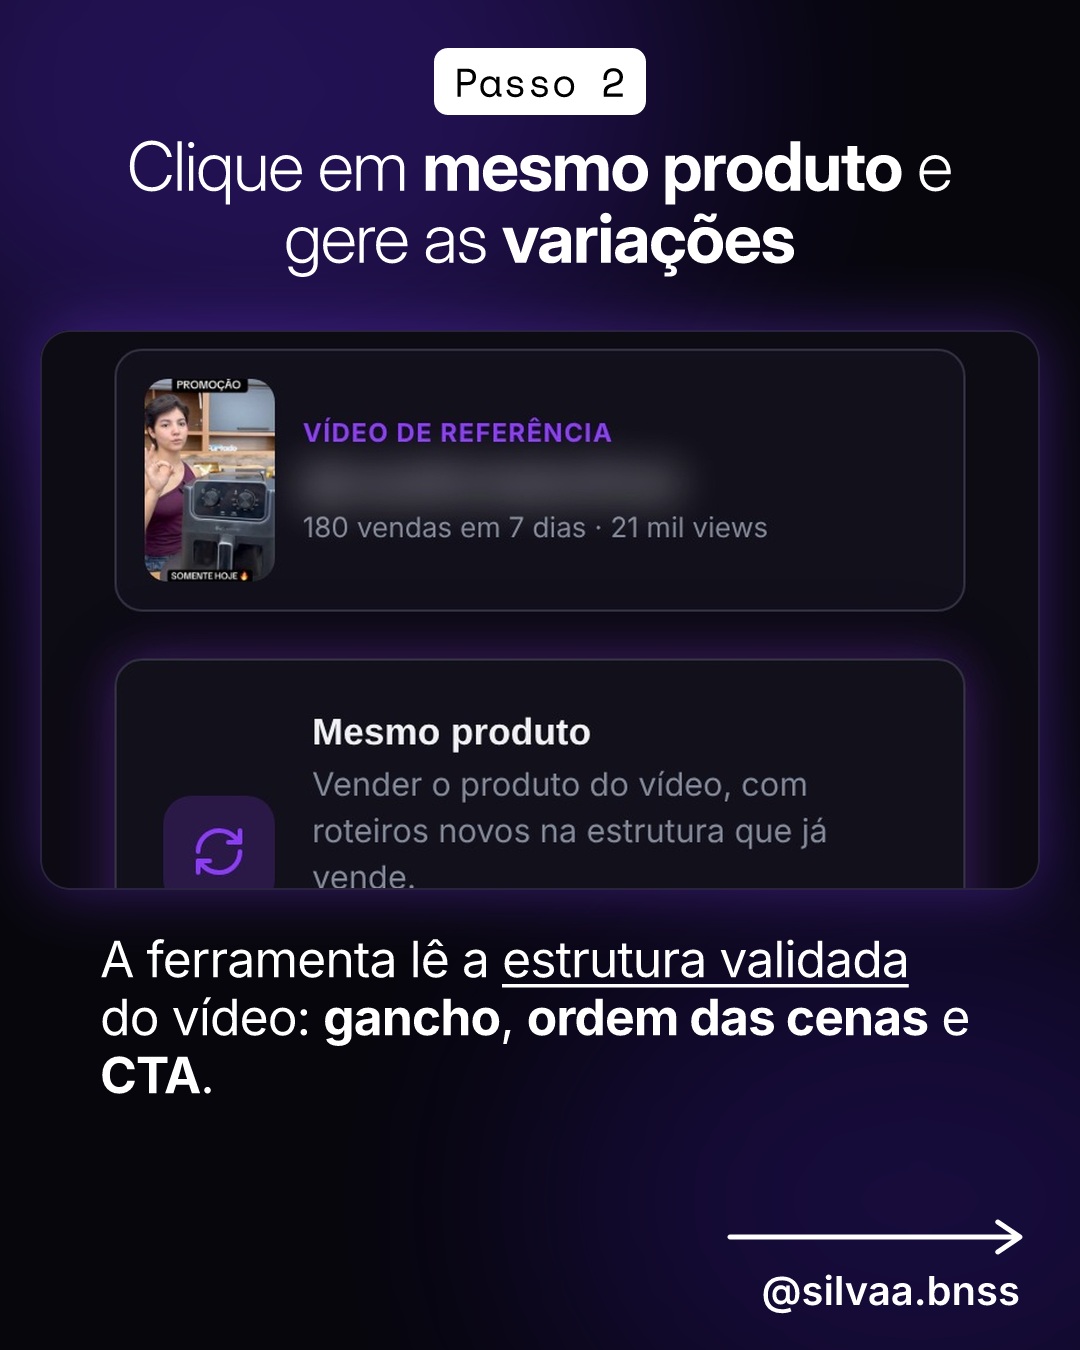 Passo 2
Clique em mesmo produto e
gere as variações
PROMOÇÃO
SOMENTE HOJE 🔥
VÍDEO DE REFERÊNCIA
180 vendas em 7 dias · 21 mil views
Mesmo produto
Vender o produto do vídeo, com
roteiros novos na estrutura que já
vende.
A ferramenta lê a estrutura validada
do vídeo: gancho, ordem das cenas e
CTA.
@silvaa.bnss